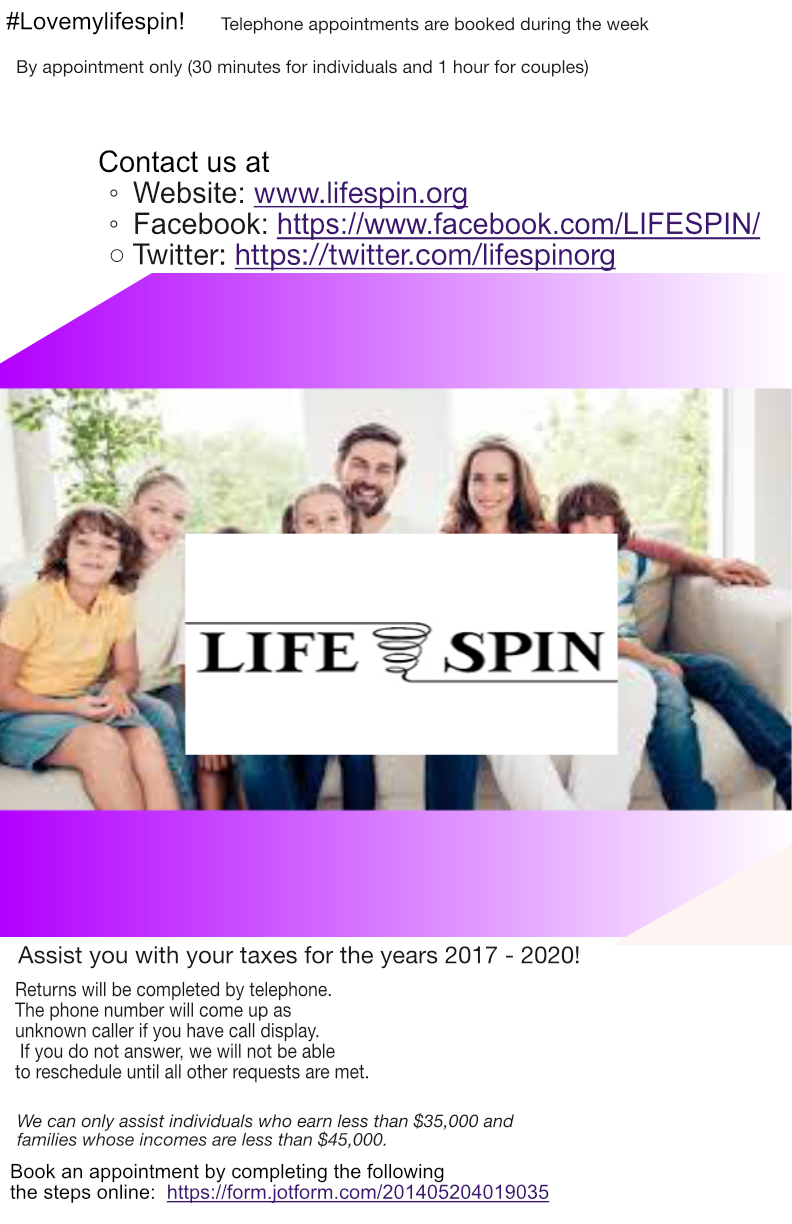 #Lovemylifespin! Telephone appointments are booked during the week
By appointment only (30 minutes for individuals and 1 hour for couples)
Contact us at
◦ Website: www.lifespin.org
◦ Facebook: https://www.facebook.com/LIFESPIN/
○ Twitter: https://twitter.com/lifespinorg
LIFE SPIN
Assist you with your taxes for the years 2017 - 2020!
Returns will be completed by telephone.
The phone number will come up as
unknown caller if you have call display.
If you do not answer, we will not be able
to reschedule until all other requests are met.
We can only assist individuals who earn less than $35,000 and
families whose incomes are less than $45,000.
Book an appointment by completing the following
the steps online: https://form.jotform.com/201405204019035